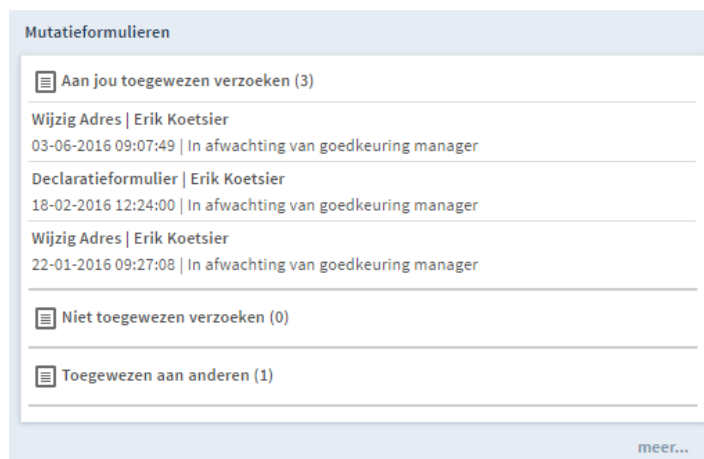 Mutatieformulieren
Aan jou toegewezen verzoeken (3)
Wijzig Adres | Erik Koetsier
03-06-2016 09:07:49 | In afwachting van goedkeuring manager
Declaratieformulier | Erik Koetsier
18-02-2016 12:24:00 | In afwachting van goedkeuring manager
Wijzig Adres | Erik Koetsier
22-01-2016 09:27:08 | In afwachting van goedkeuring manager
Niet toegewezen verzoeken (0)
Toegewezen aan anderen (1)
meer...